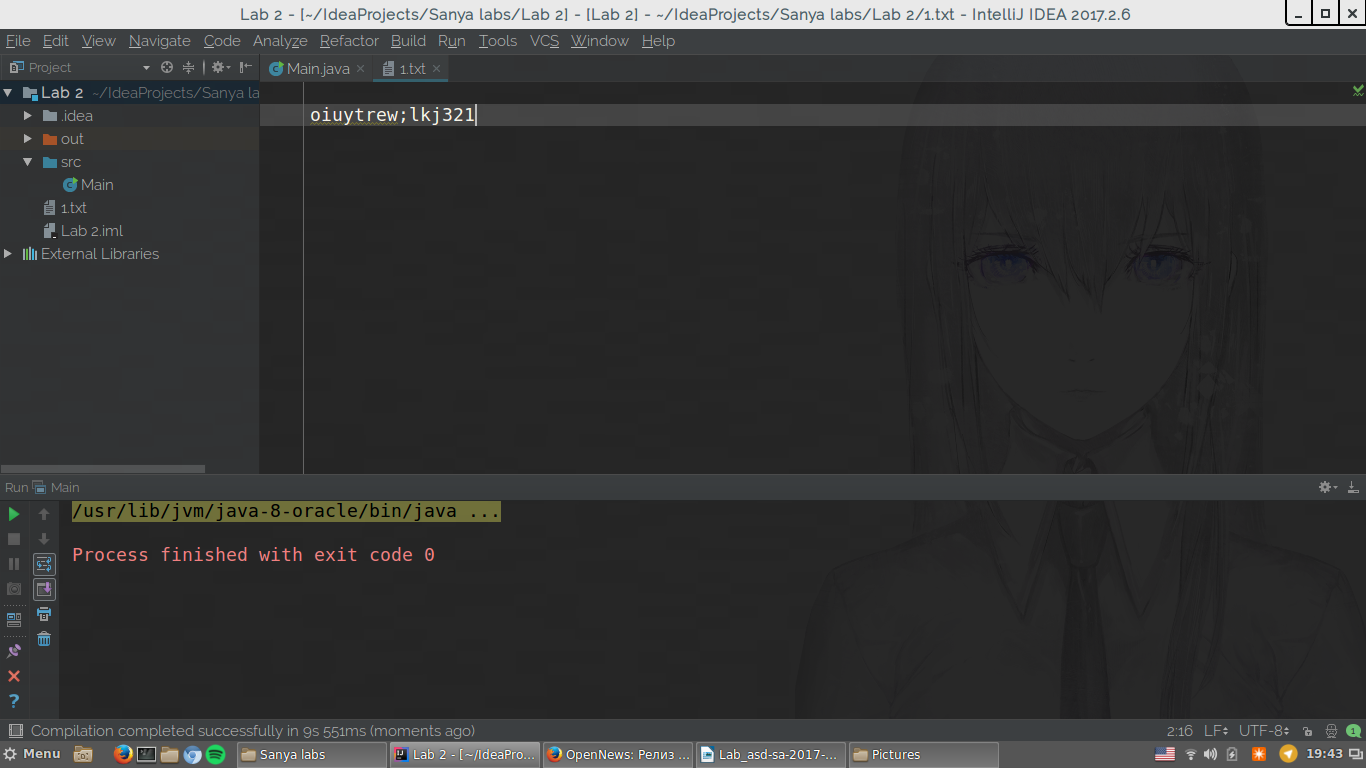 Lab 2 - [~/IdeaProjects/Sanya labs/Lab 2] - [Lab 2] - ~/IdeaProjects/Sanya labs/Lab 2/1.txt - IntelliJ IDEA 2017.2.6
File Edit View Navigate Code Analyze Refactor Build Run Tools VCS Window Help
Project
Main.java 1.txt
Lab 2 ~/IdeaProjects/Sanya la
.idea
out
src
Main
1.txt
Lab 2.iml
External Libraries
oiuytrew;lkj321
Run Main
/usr/lib/jvm/java-8-oracle/bin/java ...
Process finished with exit code 0
Compilation completed successfully in 9s 551ms (moments ago) 2:16 LF UTF-8 1
Menu Sanya labs Lab 2 - [~/IdeaPro... OpenNews: Релиз ... Lab_asd-sa-2017-... Pictures 19:43